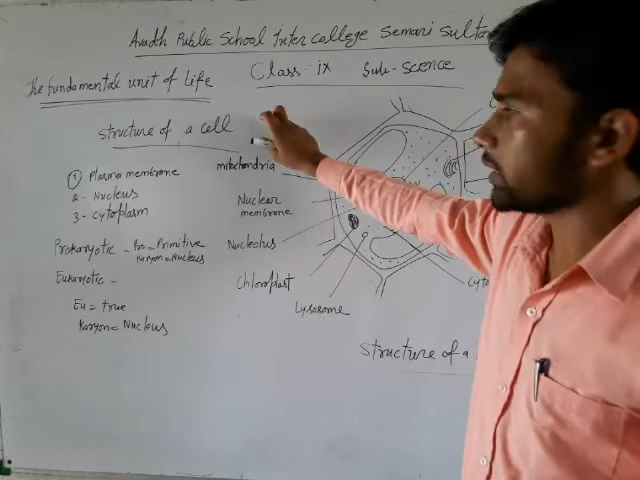 Avadh Public School Inter college Semari Sultan
Class - ix Sub - Science
The Fundamental unit of Life
structure of a cell
① Plasma membrane
2 - Nucleus
3 - Cytoplasm
Prokaryotic - Pro = Primitive
Karyon = Nucleus
Eukaryotic -
Eu = true
Karyon = Nucleus
mitochondria
Nuclear
membrane
Nucleolus
Chloroplast
Lysosome
Cyto
Structure of a